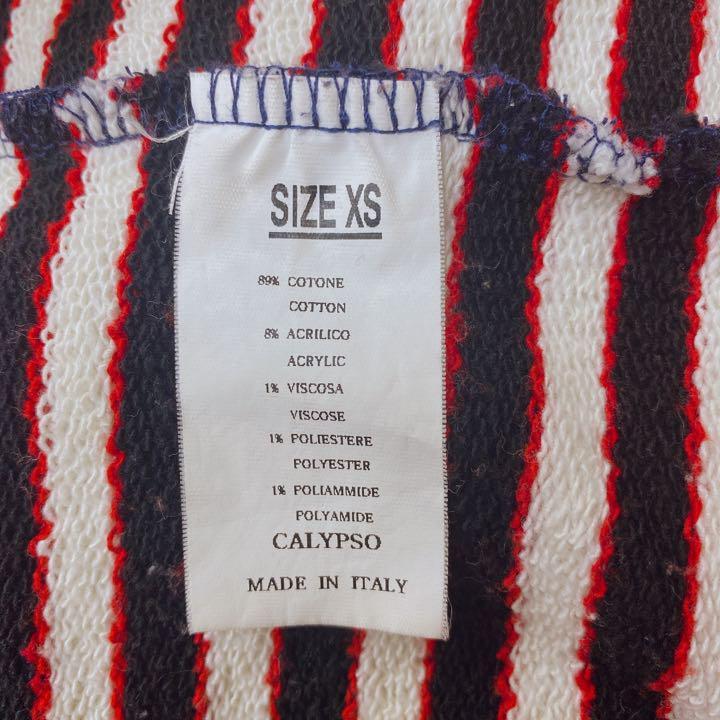 SIZE XS
89% COTONE
COTTON
8% ACRILICO
ACRYLIC
1% VISCOSA
VISCOSE
1% POLIESTERE
POLYESTER
1% POLIAMMIDE
POLYAMIDE
CALYPSO
MADE IN ITALY